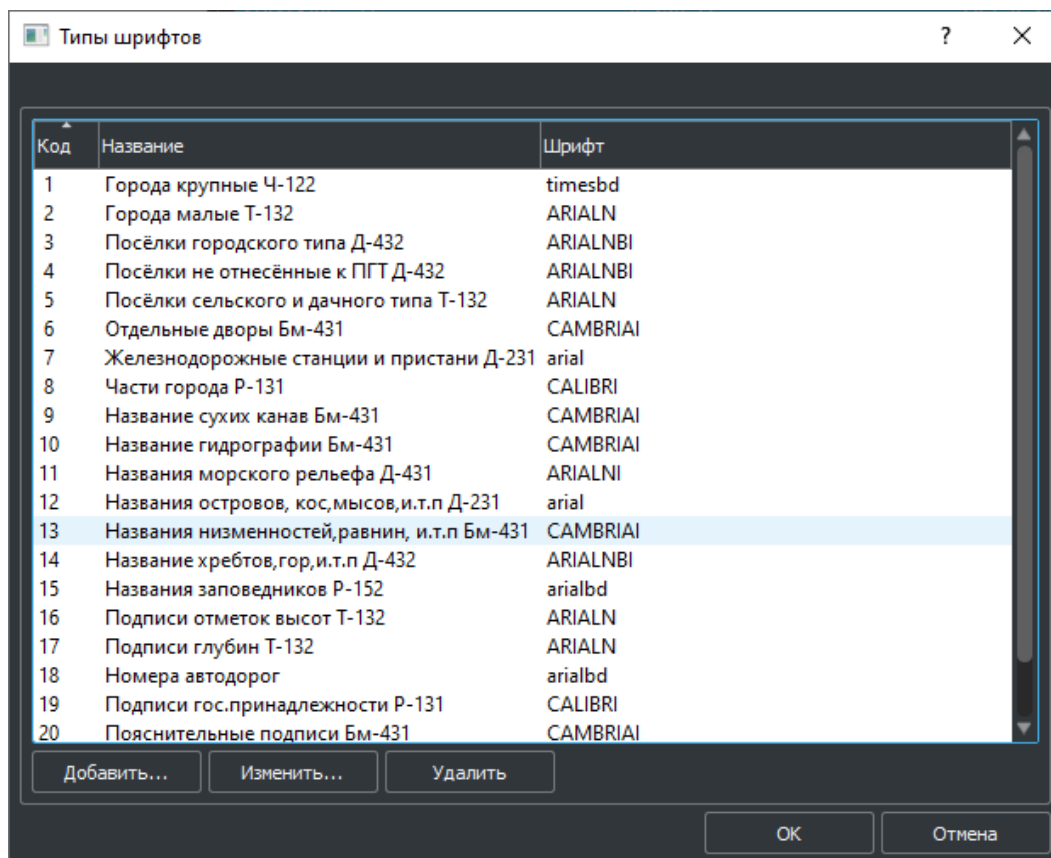 Типы шрифтов ?
Код Название Шрифт
1 Города крупные Ч-122 timesbd
2 Города малые Т-132 ARIALN
3 Посёлки городского типа Д-432 ARIALNBI
4 Посёлки не отнесённые к ПГТ Д-432 ARIALNBI
5 Посёлки сельского и дачного типа Т-132 ARIALN
6 Отдельные дворы Бм-431 CAMBRIAI
7 Железнодорожные станции и пристани Д-231 arial
8 Части города Р-131 CALIBRI
9 Название сухих канав Бм-431 CAMBRIAI
10 Название гидрографии Бм-431 CAMBRIAI
11 Названия морского рельефа Д-431 ARIALNI
12 Названия островов, кос,мысов,и.т.п Д-231 arial
13 Названия низменностей,равнин, и.т.п Бм-431 CAMBRIAI
14 Название хребтов,гор,и.т.п Д-432 ARIALNBI
15 Названия заповедников Р-152 arialbd
16 Подписи отметок высот Т-132 ARIALN
17 Подписи глубин Т-132 ARIALN
18 Номера автодорог arialbd
19 Подписи гос.принадлежности Р-131 CALIBRI
20 Пояснительные подписи Бм-431 CAMBRIAI
Добавить... Изменить... Удалить
OK Отмена